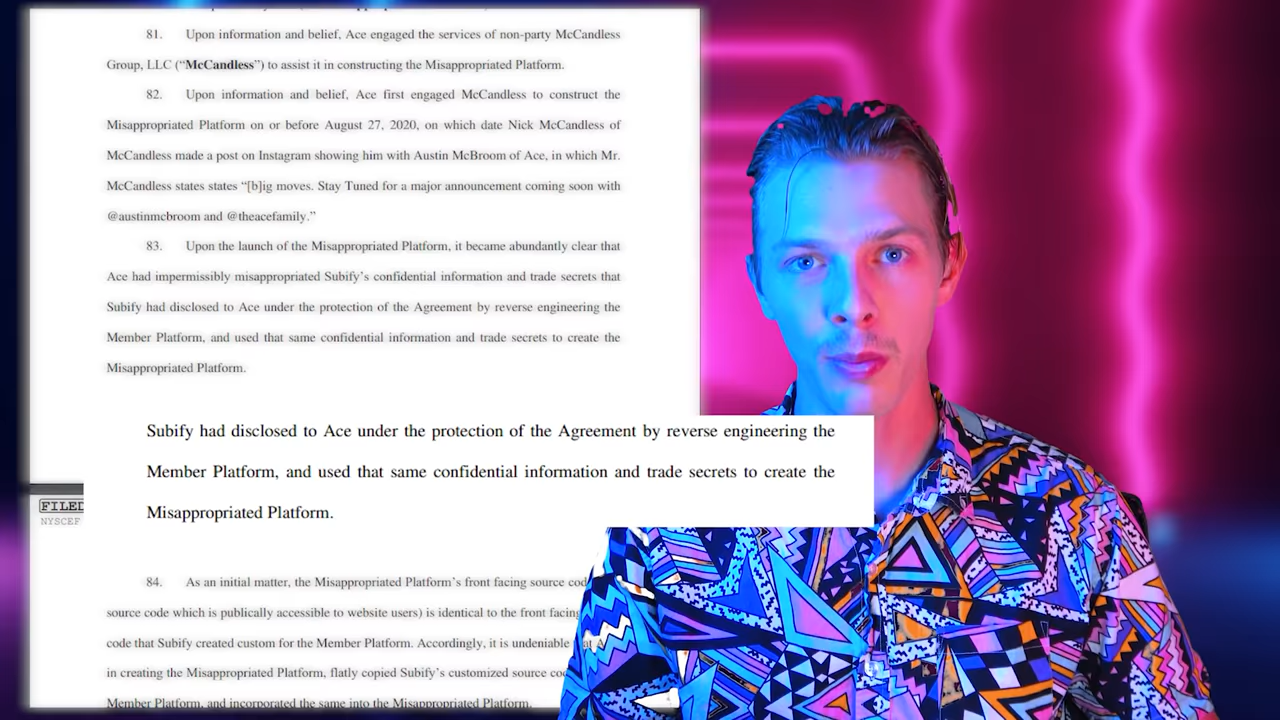 81. Upon information and belief, Ace engaged the services of non-party McCandless
Group, LLC (“McCandless”) to assist it in constructing the Misappropriated Platform.
82. Upon information and belief, Ace first engaged McCandless to construct the
Misappropriated Platform on or before August 27, 2020, on which date Nick McCandless of
McCandless made a post on Instagram showing him with Austin McBroom of Ace, in which Mr.
McCandless states states “[b]ig moves. Stay Tuned for a major announcement coming soon with
@austinmcbroom and @theacefamily.”
83. Upon the launch of the Misappropriated Platform, it became abundantly clear that
Ace had impermissibly misappropriated Subify’s confidential information and trade secrets that
Subify had disclosed to Ace under the protection of the Agreement by reverse engineering the
Member Platform, and used that same confidential information and trade secrets to create the
Misappropriated Platform.
Subify had disclosed to Ace under the protection of the Agreement by reverse engineering the
Member Platform, and used that same confidential information and trade secrets to create the
Misappropriated Platform.
FILED
NYSCEF
84. As an initial matter, the Misappropriated Platform’s front facing source
source code which is publically accessible to website users) is identical to the front facing
code that Subify created custom for the Member Platform. Accordingly, it is undeniable
in creating the Misappropriated Platform, flatly copied Subify’s customized source
Member Platform, and incorporated the same into the Misappropriated Platform.